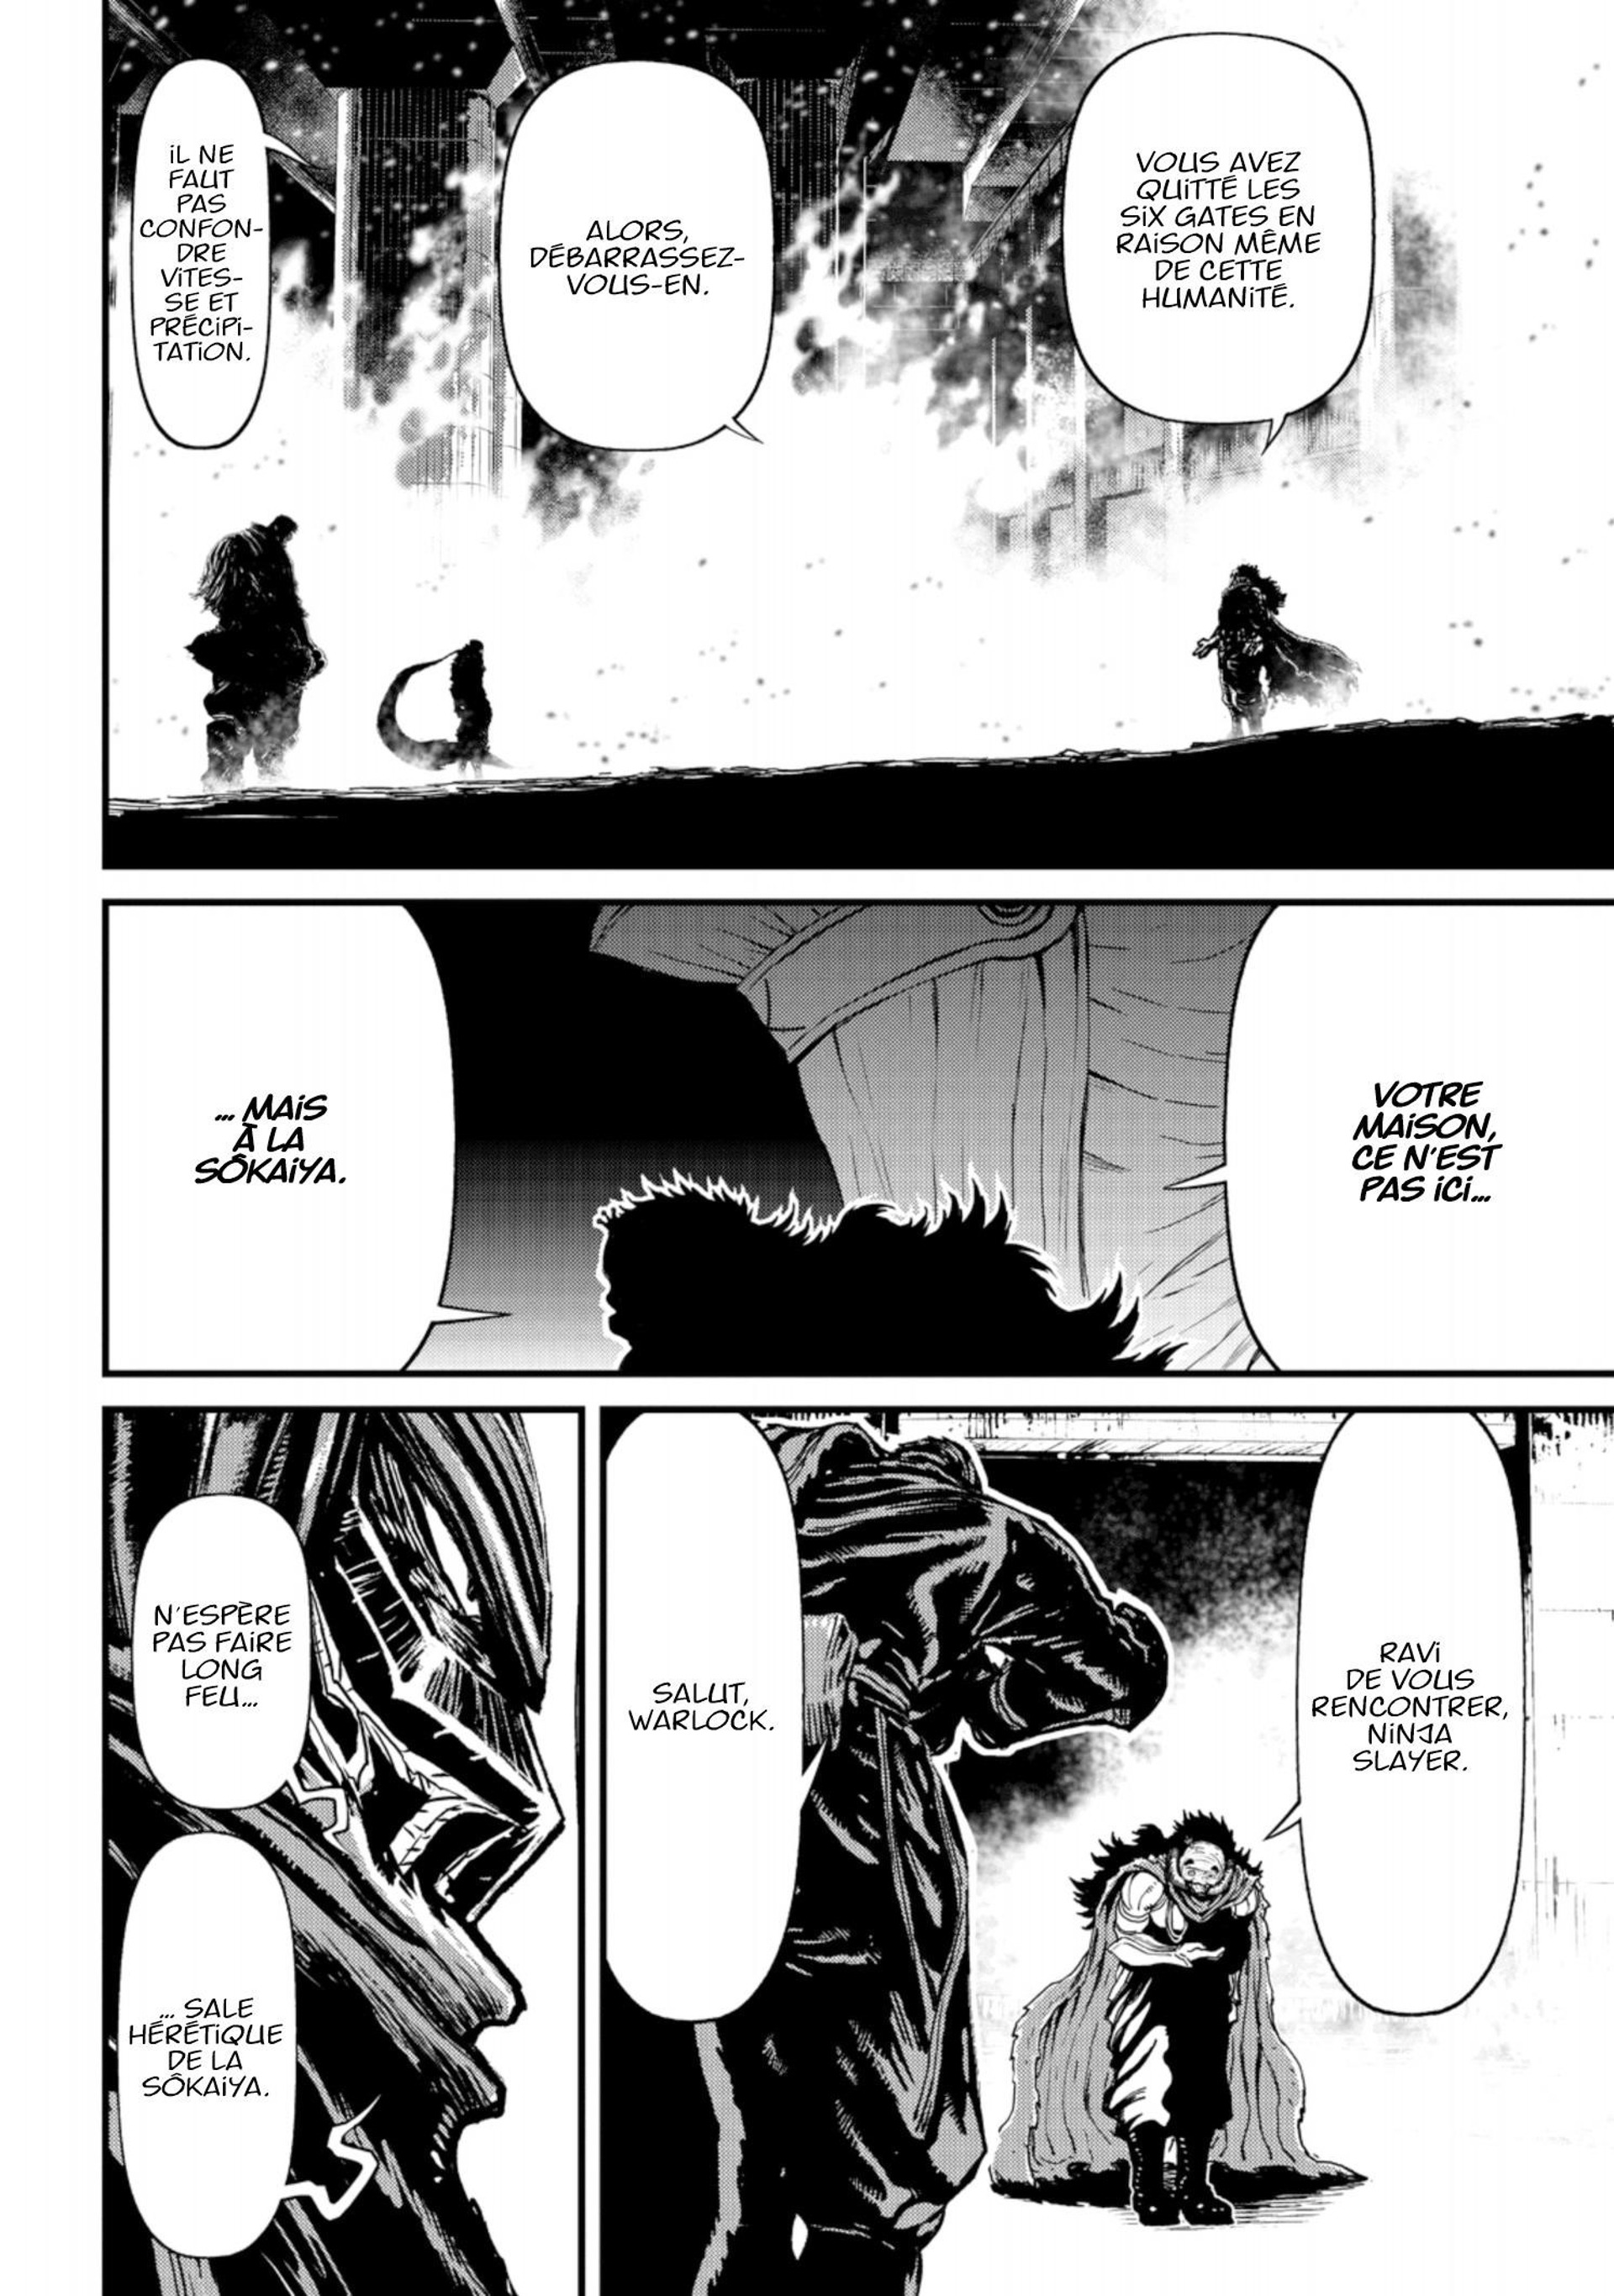 VOUS AVEZ
QUITTÉ LES
SIX GATES EN
RAISON MÊME
DE CETTE
HUMANITÉ.
ALORS,
DÉBARRASSEZ-
VOUS-EN.
IL NE
FAUT
PAS
CONFON-
DRE
VITES-
SE ET
PRÉCIPI-
TATION.
VOTRE
MAISON,
CE N'EST
PAS ICI...
... MAIS
À LA
SÔKAIYA.
RAVI
DE VOUS
RENCONTRER,
NINJA
SLAYER.
SALUT,
WARLOCK.
N'ESPÈRE
PAS FAIRE
LONG
FEU...
... SALE
HÉRÉTIQUE
DE LA
SÔKAIYA.